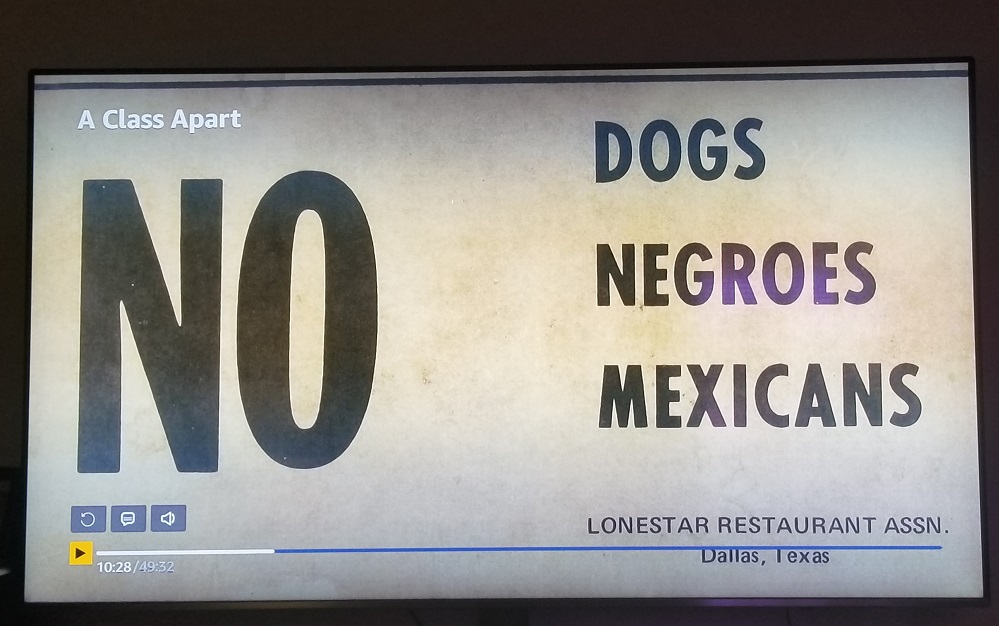 A Class Apart
NO
DOGS
NEGROES
MEXICANS
LONESTAR RESTAURANT ASSN.
Dallas, Texas
10:28/49:32